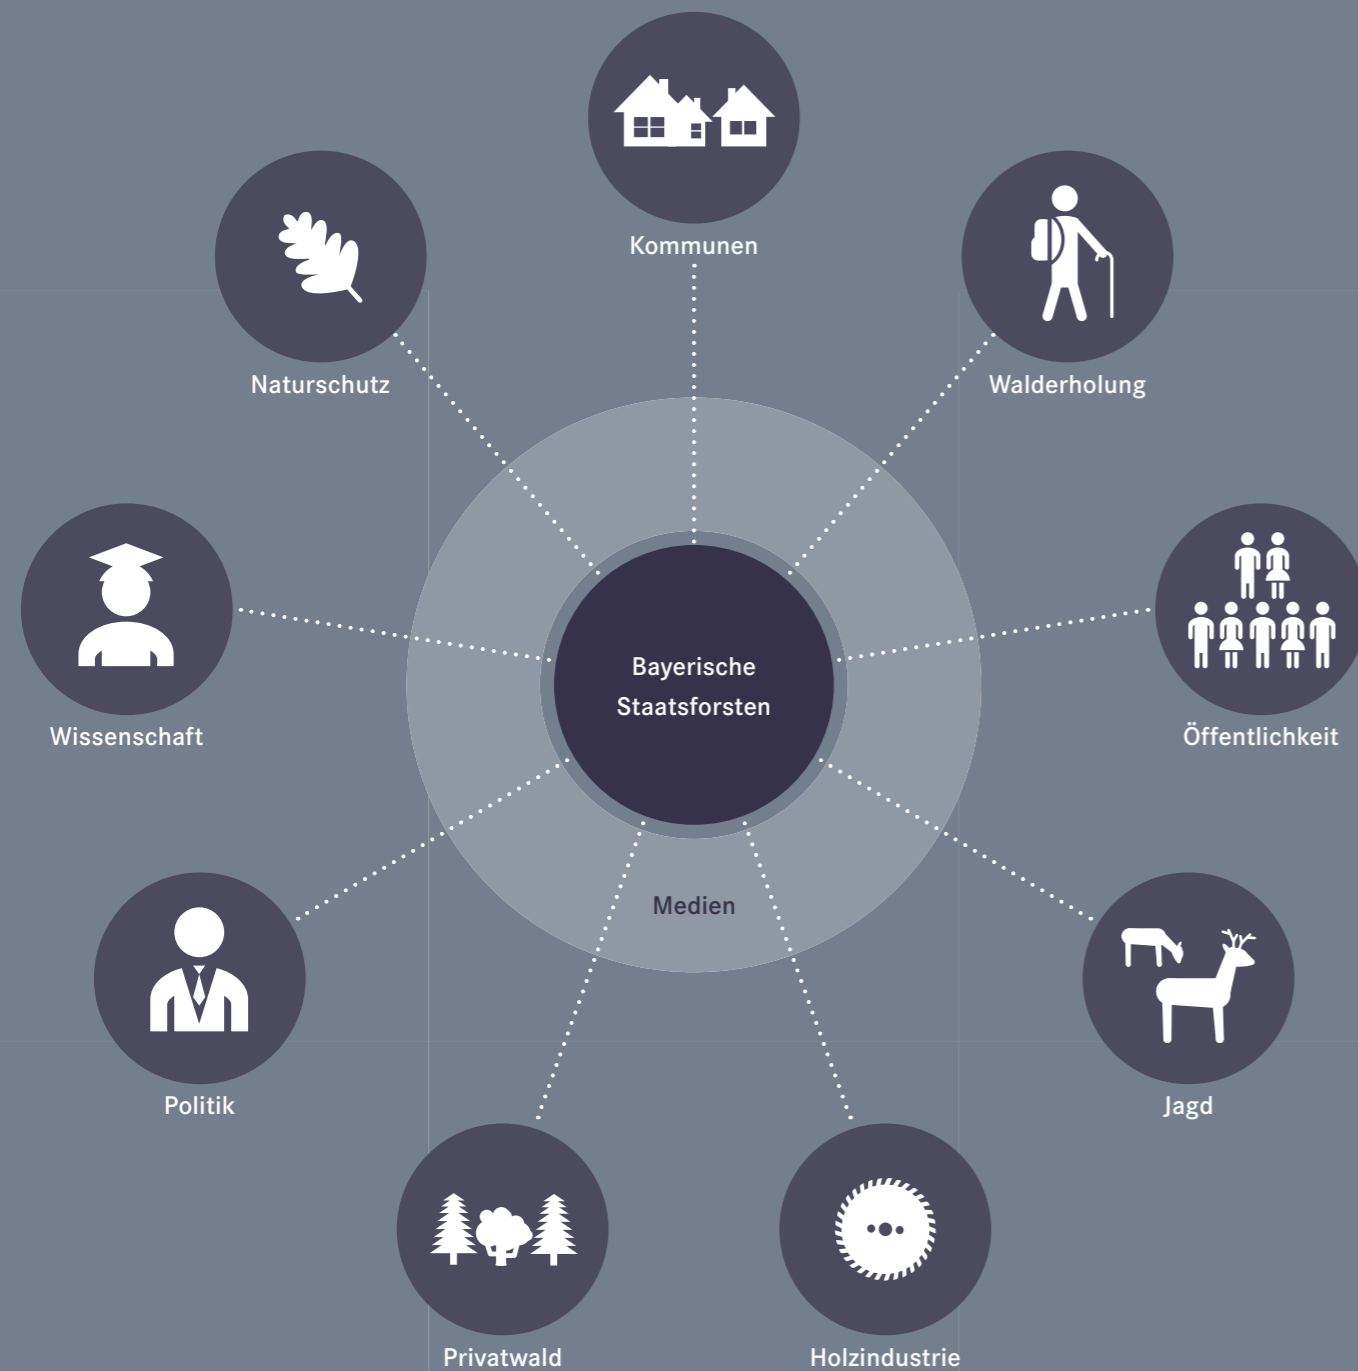 Kommunen
Naturschutz
Walderholung
Bayerische
Staatsforsten
Wissenschaft
Öffentlichkeit
Medien
Politik
Jagd
Privatwald
Holzindustrie